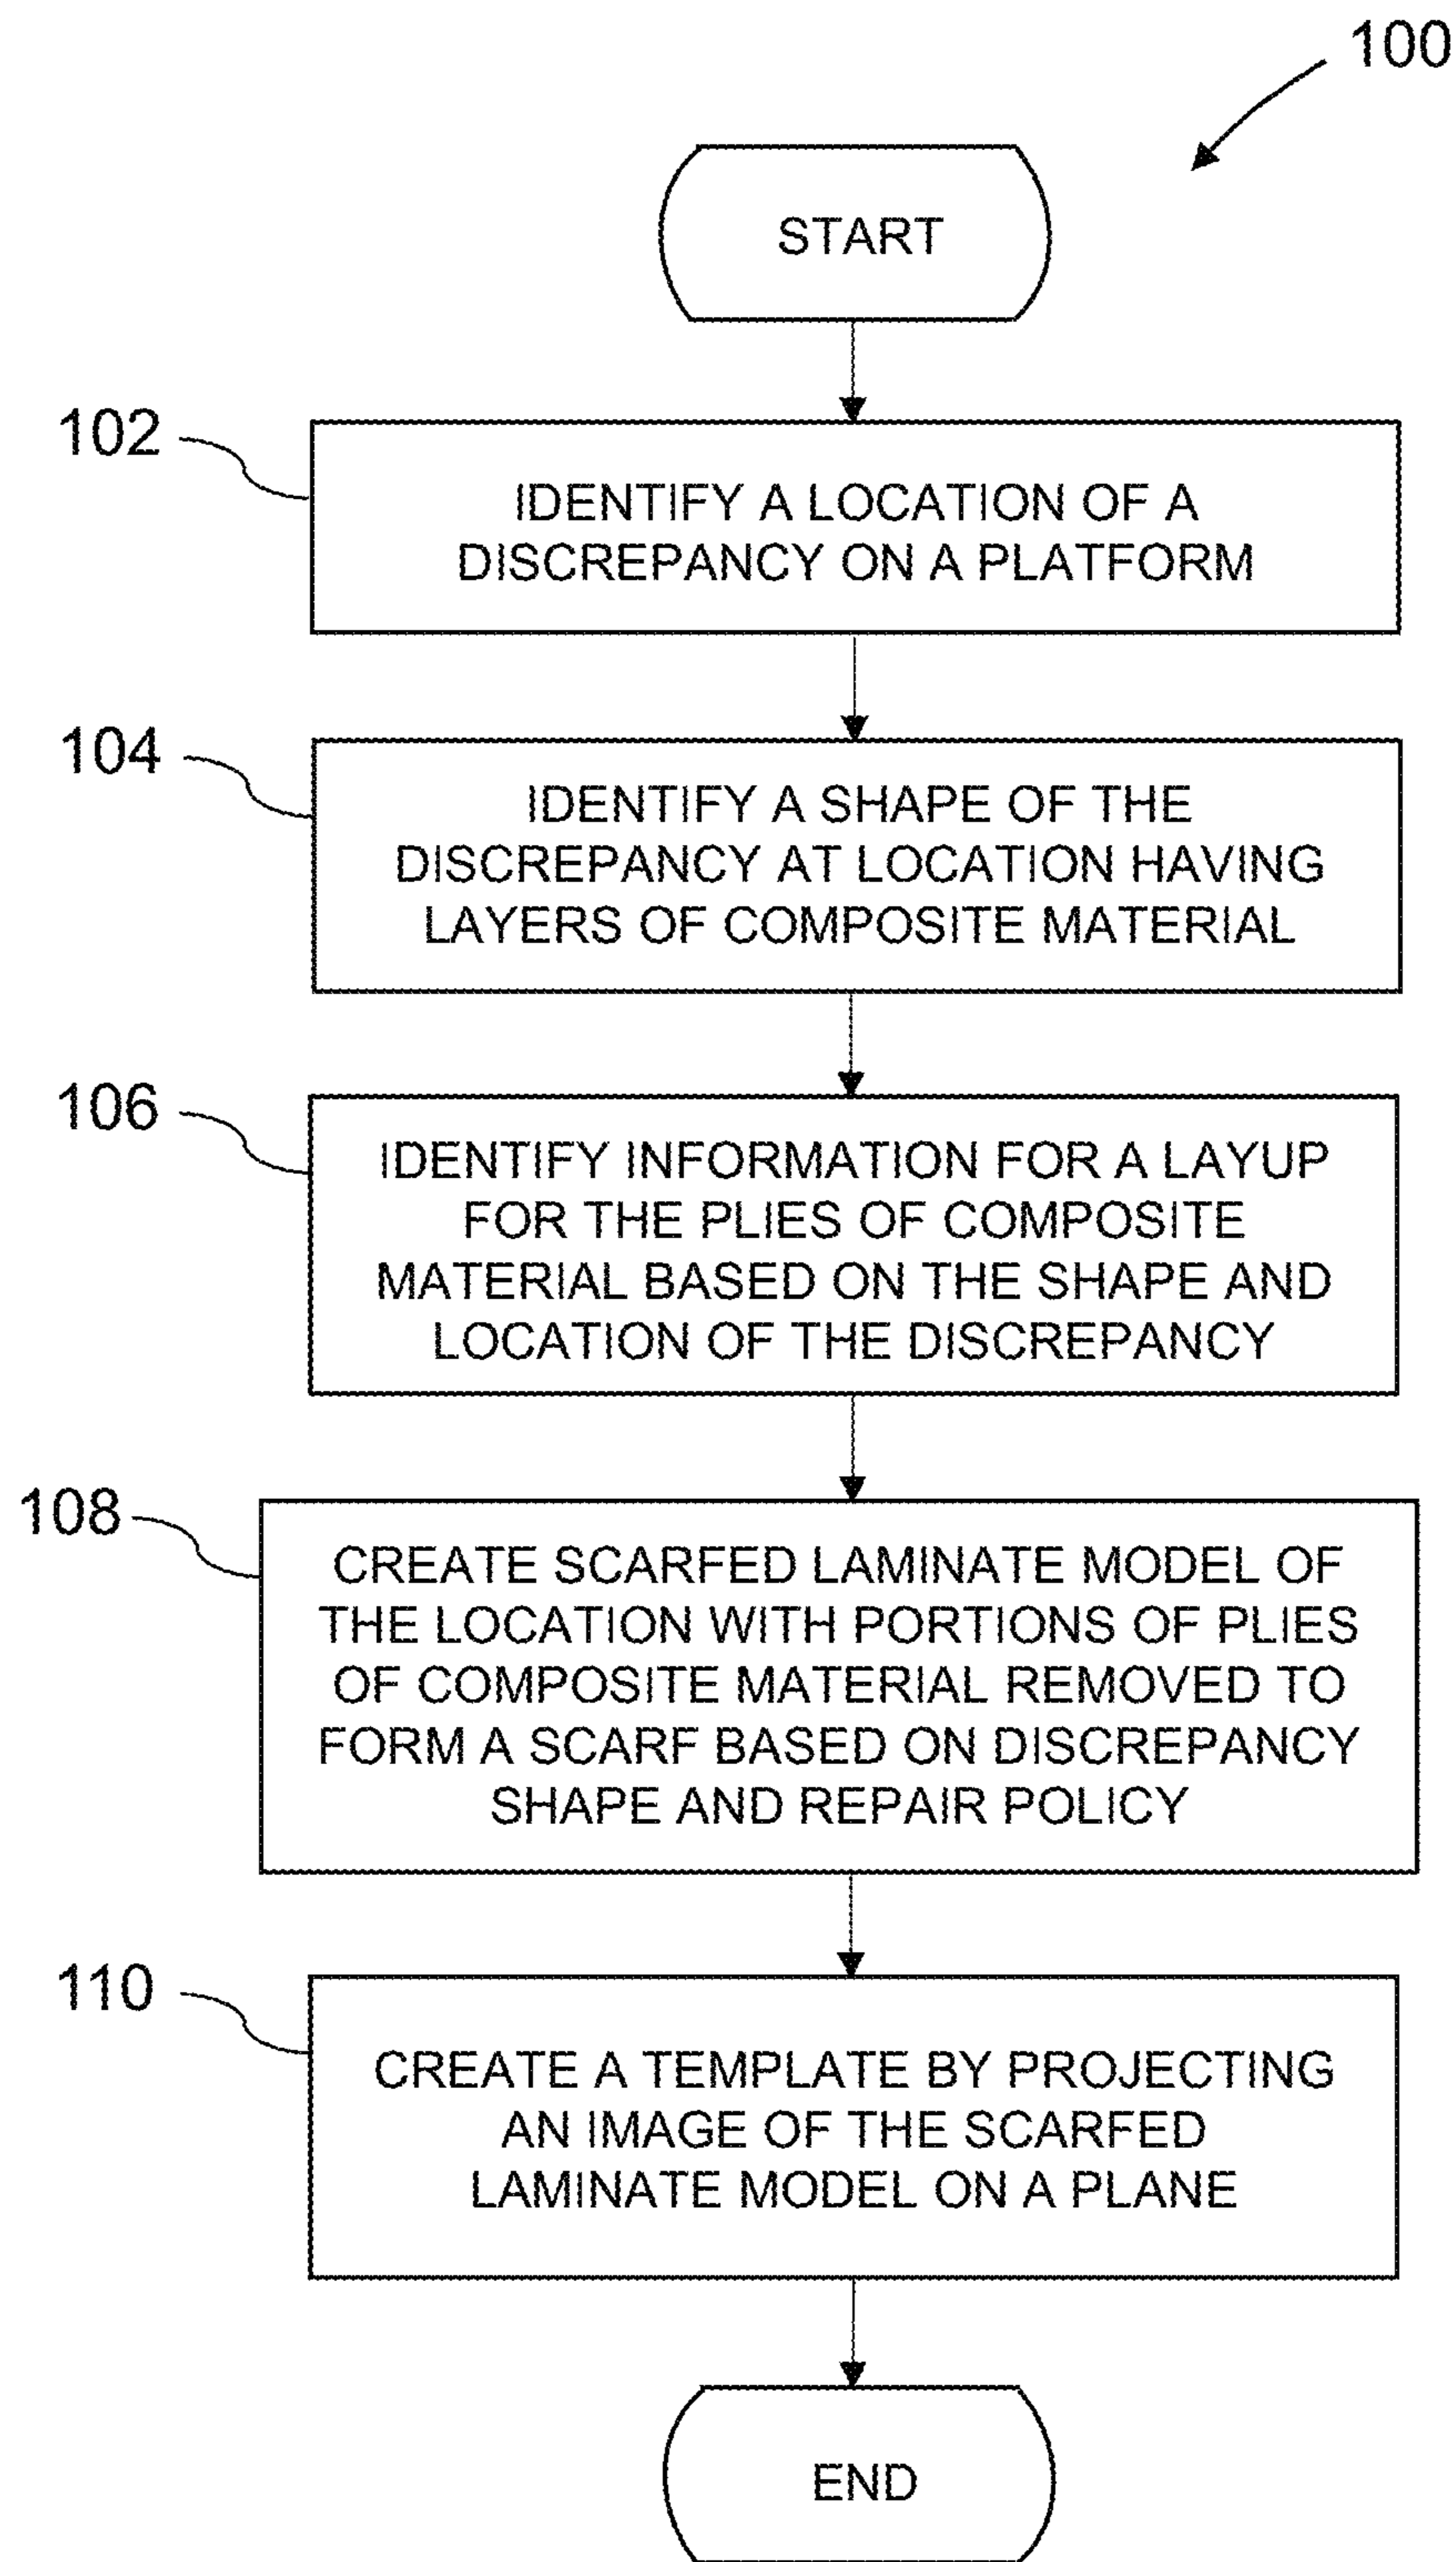 100
START
102
IDENTIFY A LOCATION OF A
DISCREPANCY ON A PLATFORM
104
IDENTIFY A SHAPE OF THE
DISCREPANCY AT LOCATION HAVING
LAYERS OF COMPOSITE MATERIAL
106
IDENTIFY INFORMATION FOR A LAYUP
FOR THE PLIES OF COMPOSITE
MATERIAL BASED ON THE SHAPE AND
LOCATION OF THE DISCREPANCY
108
CREATE SCARFED LAMINATE MODEL OF
THE LOCATION WITH PORTIONS OF PLIES
OF COMPOSITE MATERIAL REMOVED TO
FORM A SCARF BASED ON DISCREPANCY
SHAPE AND REPAIR POLICY
110
CREATE A TEMPLATE BY PROJECTING
AN IMAGE OF THE SCARFED
LAMINATE MODEL ON A PLANE
END